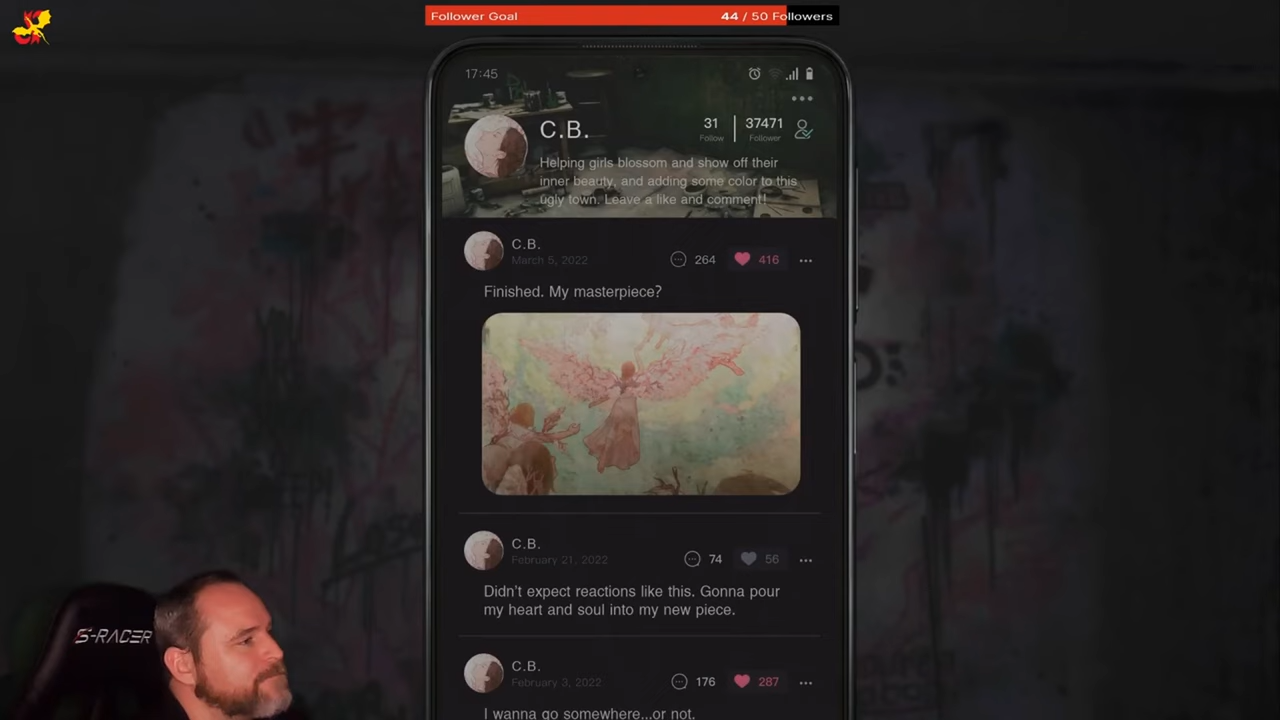 Follower Goal 44 / 50 Followers
17:45
C.B.
31 37471
Follow Follower
Helping girls blossom and show off their
inner beauty, and adding some color to this
ugly town. Leave a like and comment!
C.B.
March 5, 2022 264 416
Finished. My masterpiece?
C.B.
February 21, 2022 74 56
Didn't expect reactions like this. Gonna pour
my heart and soul into my new piece.
C.B.
February 3, 2022 176 287
I wanna go somewhere...or not.
S-RACER